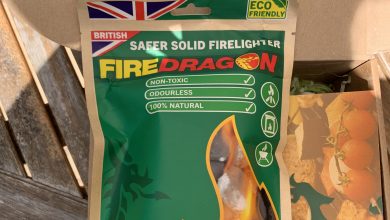 ECO
FRIENDLY
BRITISH
SAFER SOLID FIRELIGHTER
FIREDRAGON
NON-TOXIC
ODOURLESS
100% NATURAL